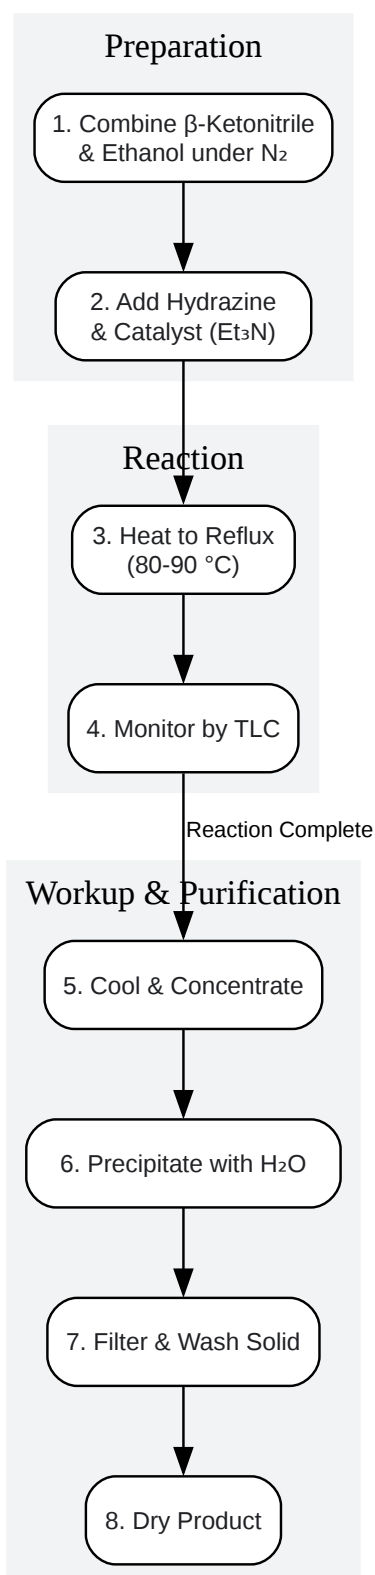 Preparation
1. Combine β-Ketonitrile
& Ethanol under N₂
2. Add Hydrazine
& Catalyst (Et₃N)
Reaction
3. Heat to Reflux
(80-90 °C)
4. Monitor by TLC
Reaction Complete
Workup & Purification
5. Cool & Concentrate
6. Precipitate with H₂O
7. Filter & Wash Solid
8. Dry Product